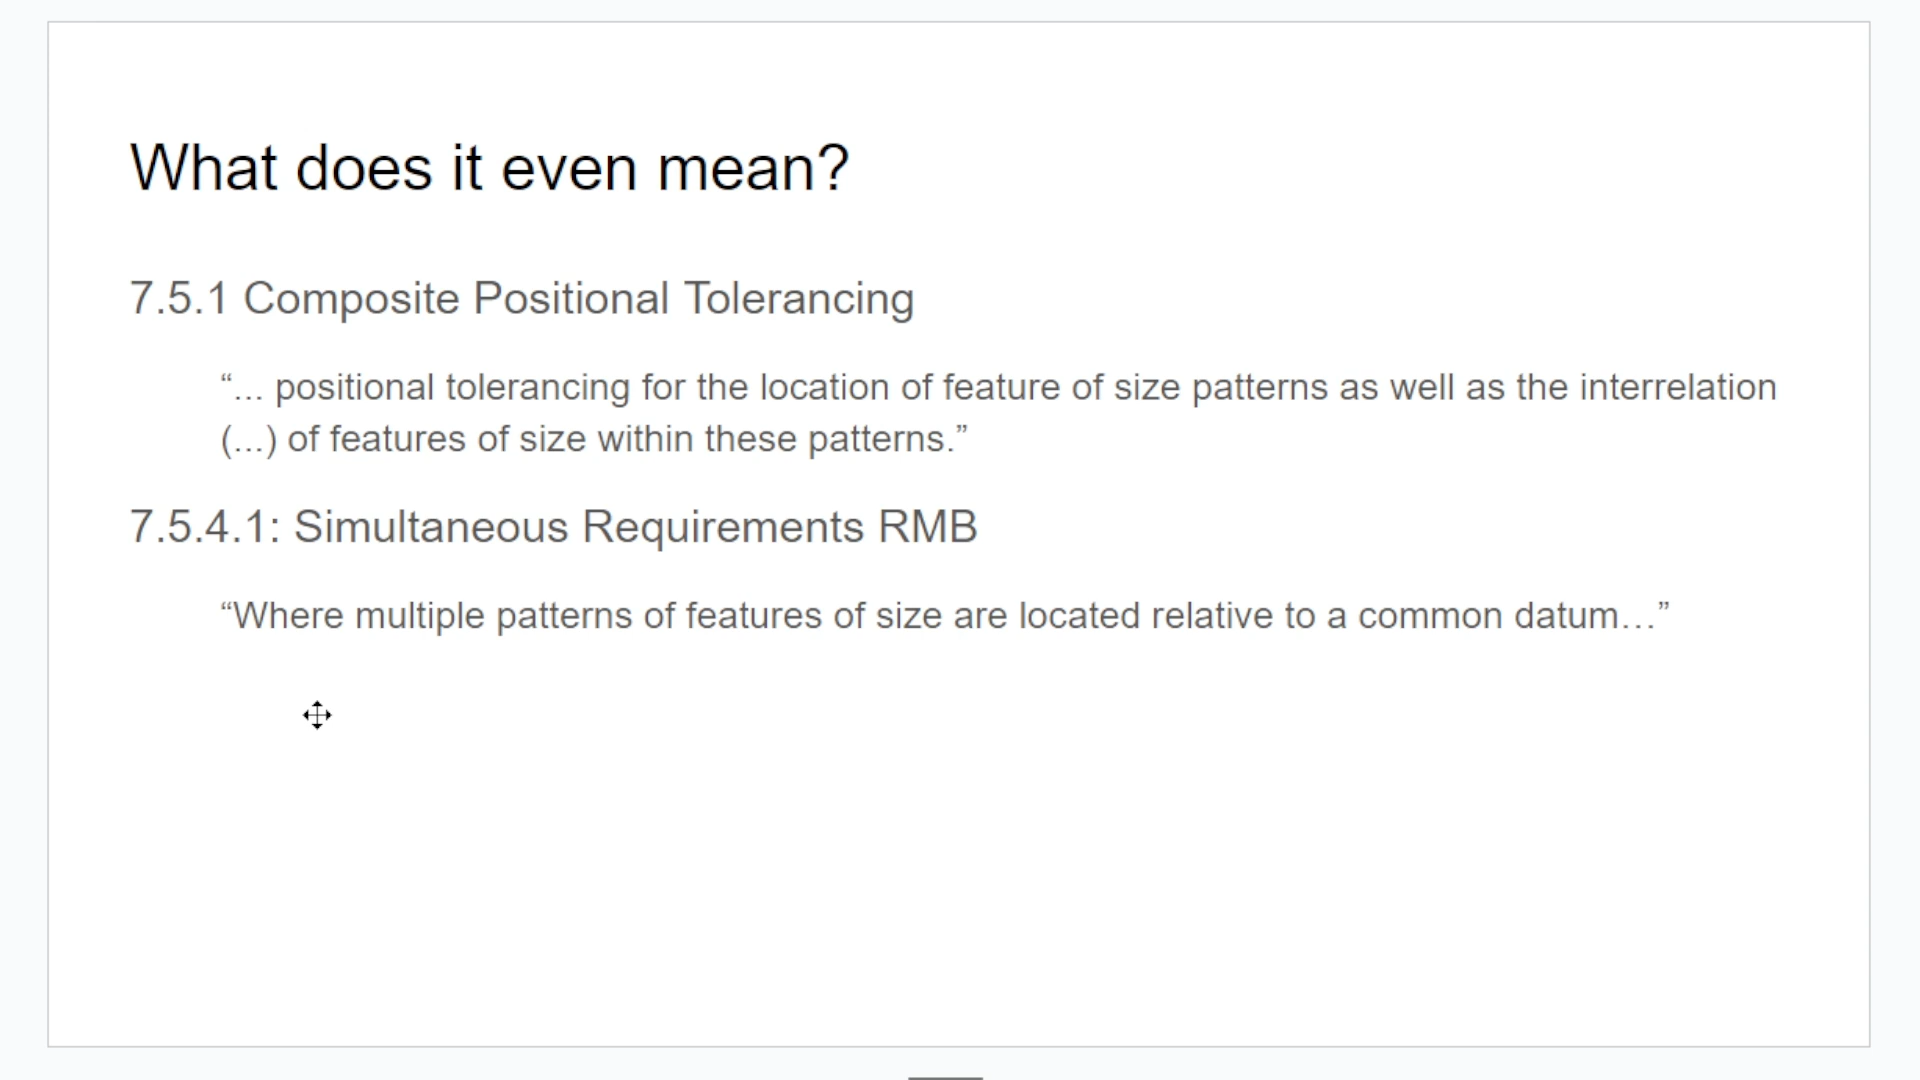 What does it even mean?
7.5.1 Composite Positional Tolerancing
“... positional tolerancing for the location of feature of size patterns as well as the interrelation
(...) of features of size within these patterns.”
7.5.4.1: Simultaneous Requirements RMB
“Where multiple patterns of features of size are located relative to a common datum…”